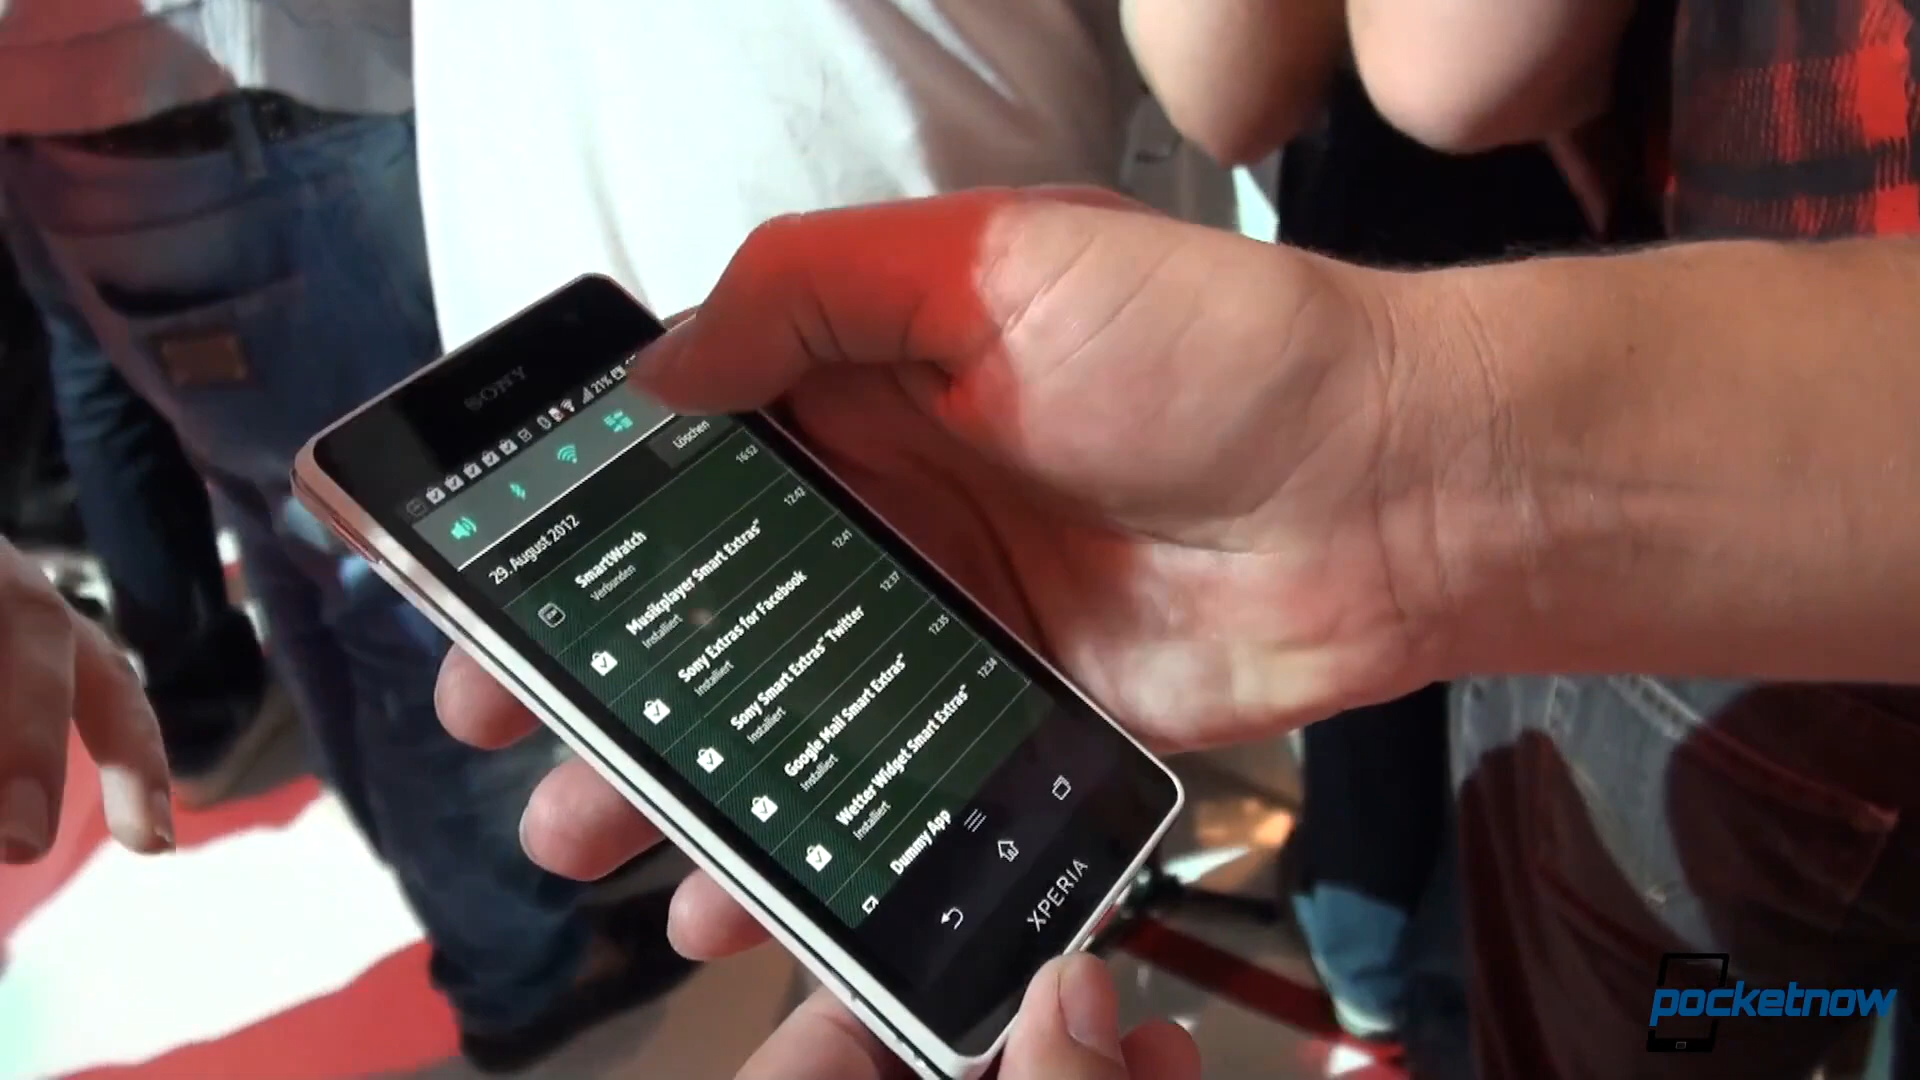 SONY
21%
Löschen
29. August 2012
SmartWatch
16:52
Verbunden
Musikplayer Smart Extras™
12:42
Installiert
Sony Extras for Facebook
12:41
Installiert
Sony Smart Extras™ Twitter
12:37
Installiert
Google Mail Smart Extras™
12:35
Installiert
Wetter Widget Smart Extras™
12:34
Installiert
Dummy App
XPERIA
pocketnow